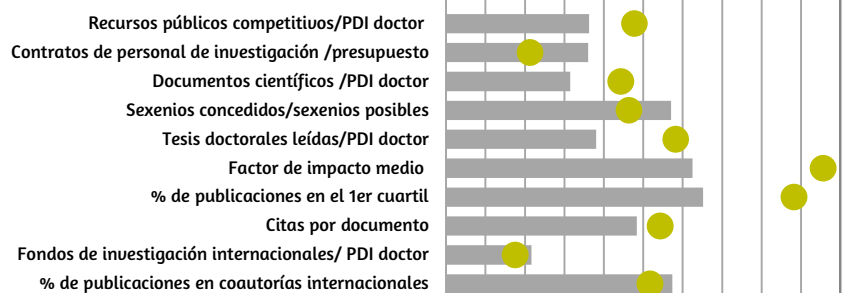 Recursos públicos competitivos/PDI doctor
Contratos de personal de investigación /presupuesto
Documentos científicos /PDI doctor
Sexenios concedidos/sexenios posibles
Tesis doctorales leídas/PDI doctor
Factor de impacto medio
% de publicaciones en el 1er cuartil
Citas por documento
Fondos de investigación internacionales/ PDI doctor
% de publicaciones en coautorías internacionales